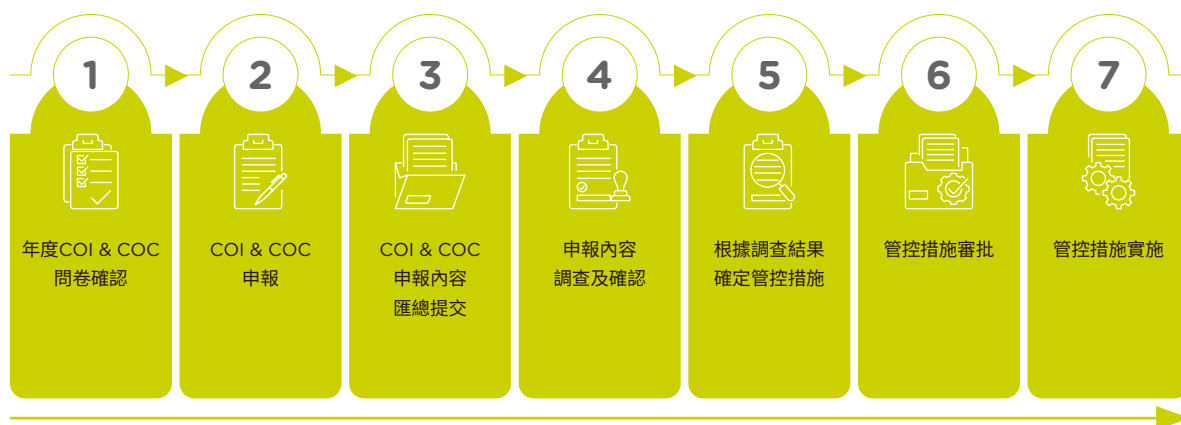 1
2
3
4
5
6
7
年度COI & COC
問卷確認
COI & COC
申報
COI & COC
申報內容
匯總提交
申報內容
調查及確認
根據調查結果
確定管控措施
管控措施審批
管控措施實施